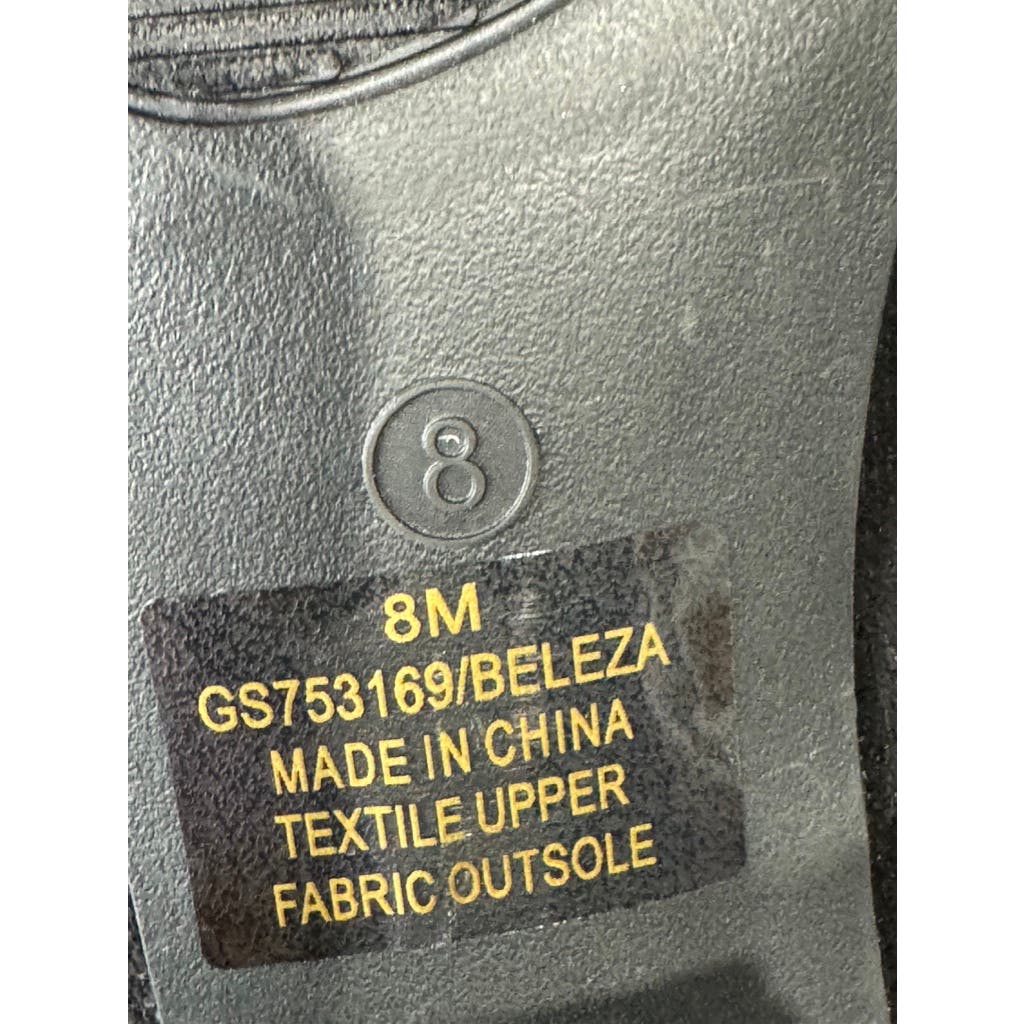 8
8M
GS753169/BELEZA
MADE IN CHINA
TEXTILE UPPER
FABRIC OUTSOLE